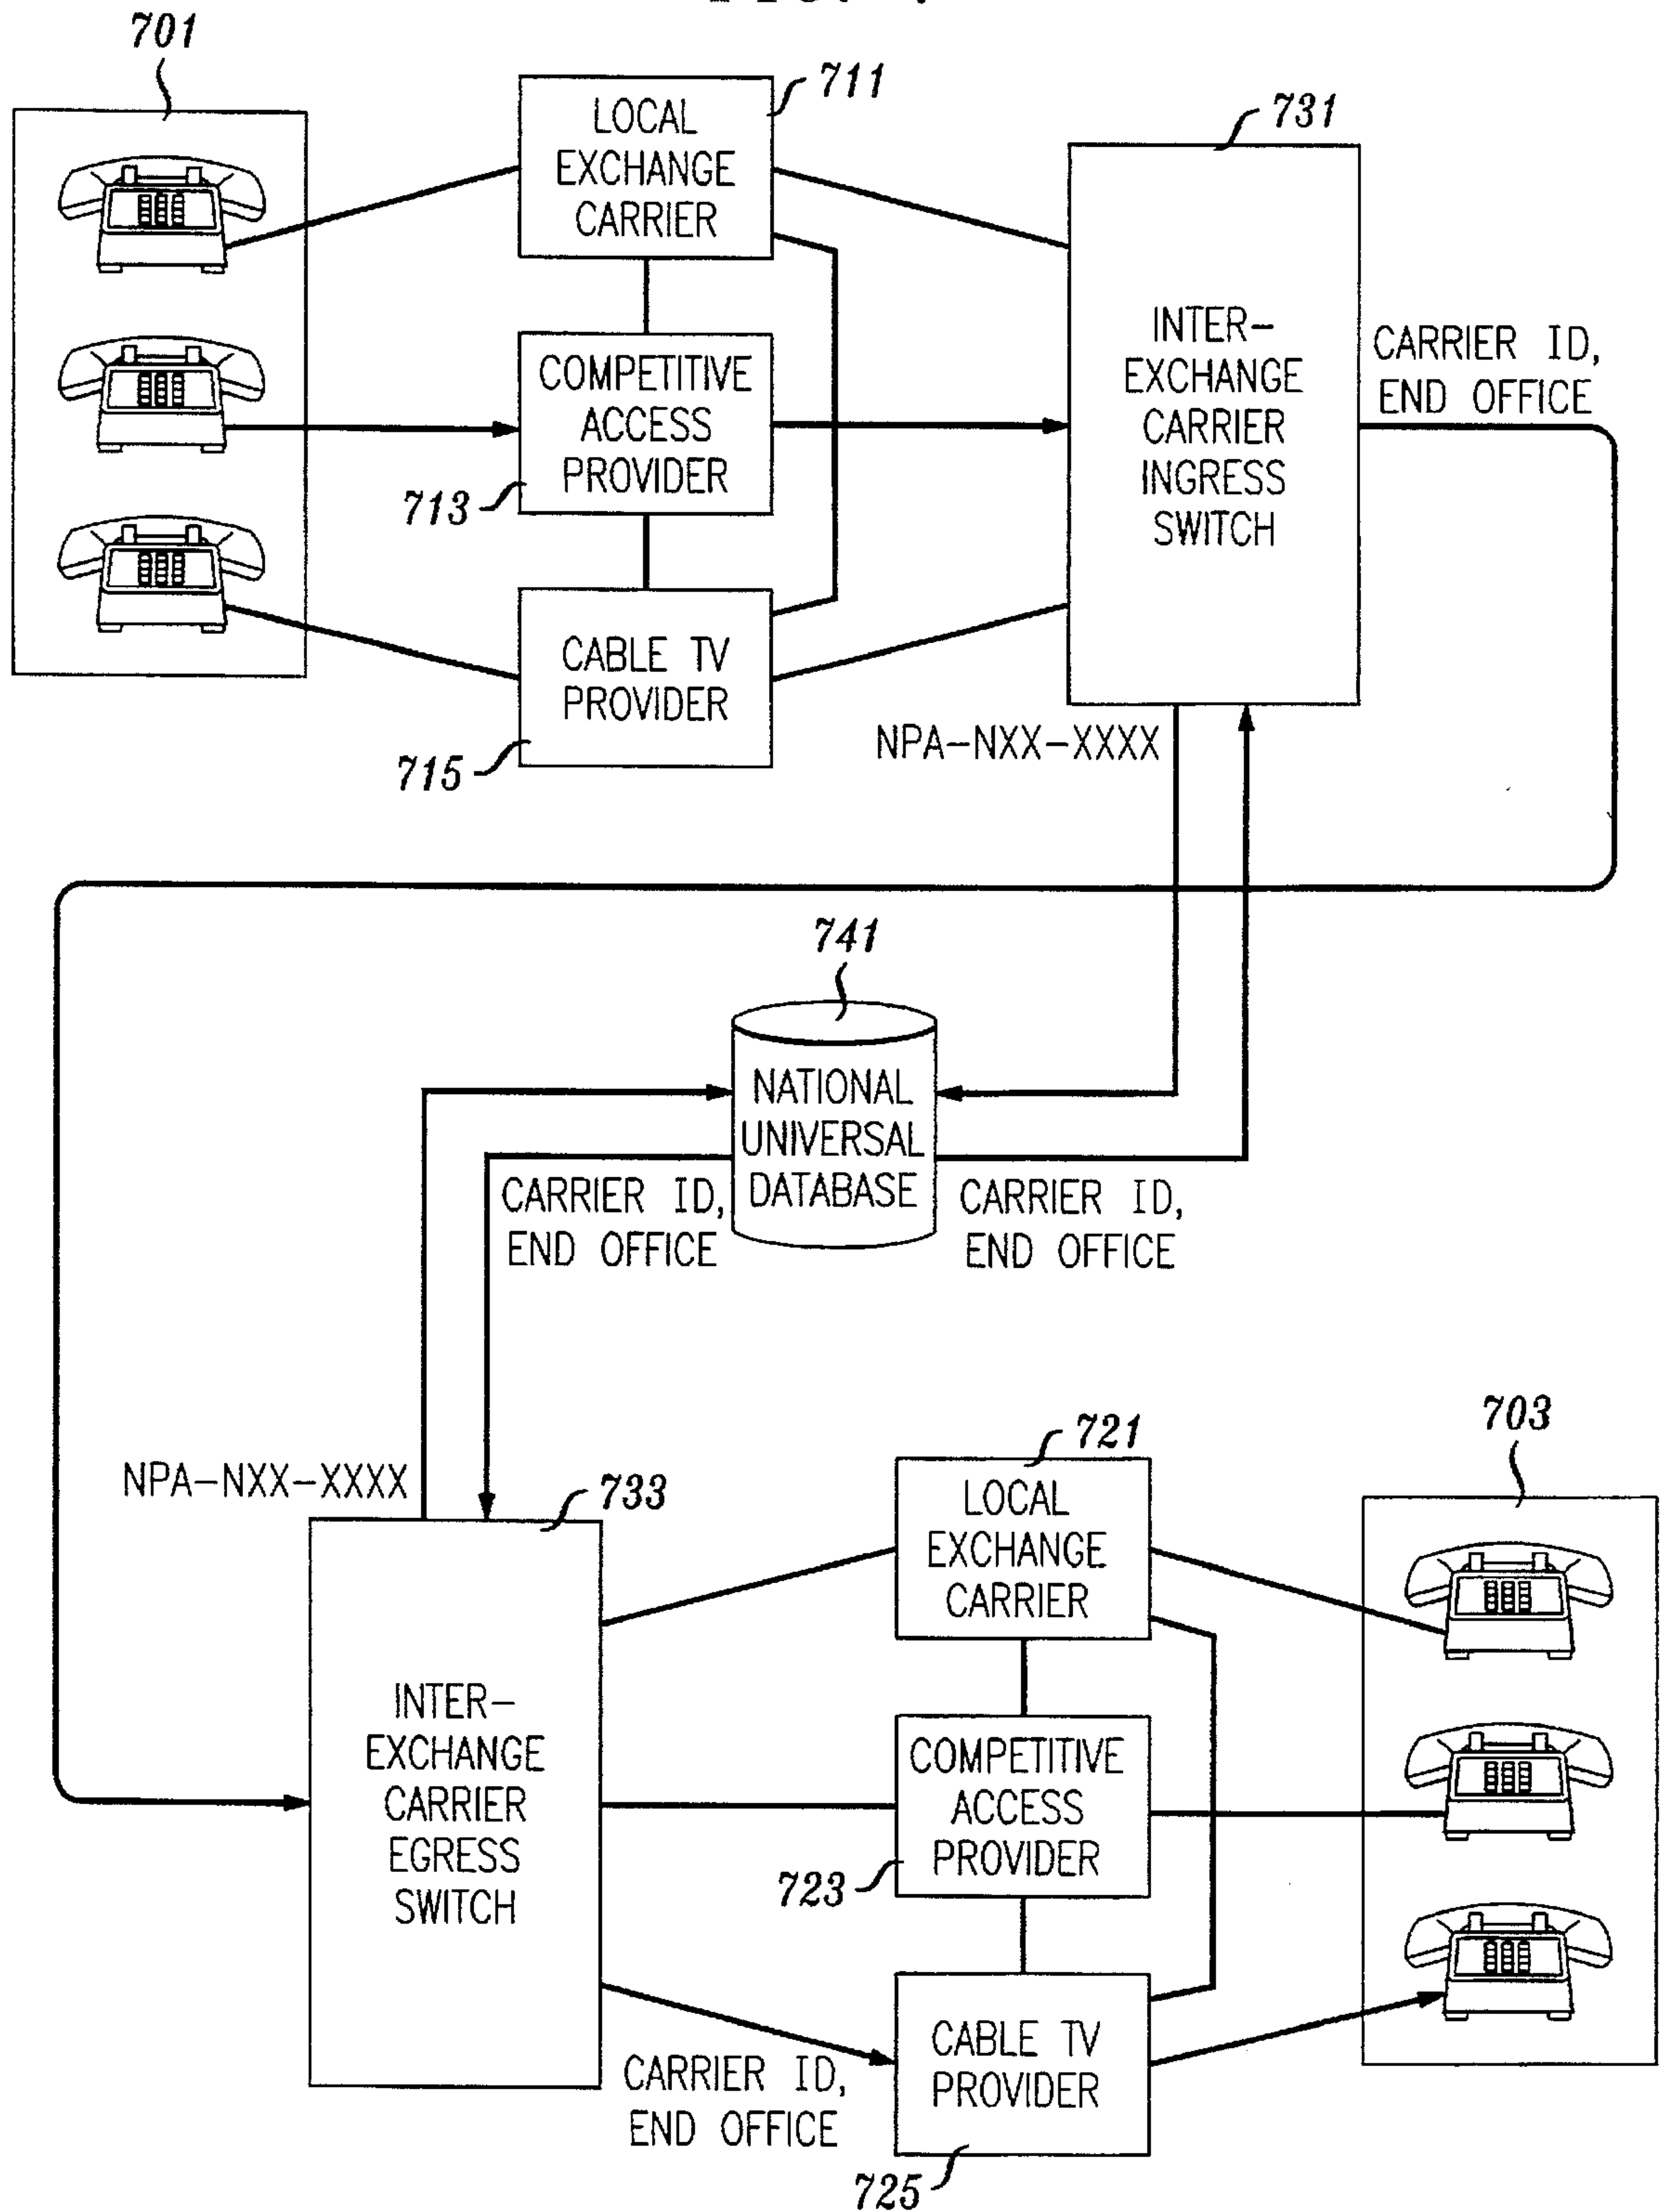 701
711
LOCAL
EXCHANGE
CARRIER
731
COMPETITIVE
ACCESS
PROVIDER
713
INTER-
EXCHANGE
CARRIER
INGRESS
SWITCH
CARRIER ID,
END OFFICE
CABLE TV
PROVIDER
715
NPA-NXX-XXXX
741
NATIONAL
UNIVERSAL
DATABASE
CARRIER ID,
END OFFICE
CARRIER ID,
END OFFICE
NPA-NXX-XXXX
733
INTER-
EXCHANGE
CARRIER
EGRESS
SWITCH
721
LOCAL
EXCHANGE
CARRIER
703
COMPETITIVE
ACCESS
PROVIDER
723
CABLE TV
PROVIDER
725
CARRIER ID,
END OFFICE